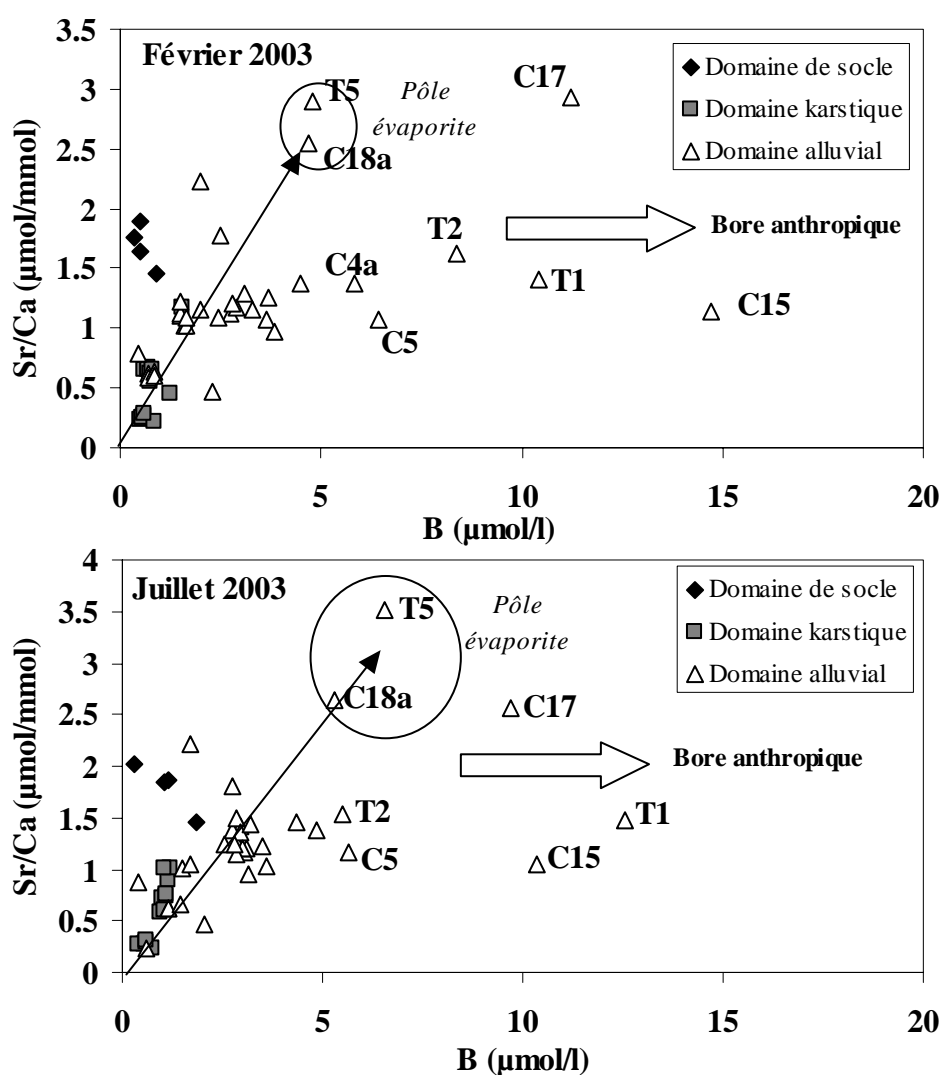 Février 2003
3.5
3
2.5
2
1.5
1
0.5
0
Sr/Ca (µmol/mmol)
T5
Pôle
évaporite
C18a
C17
T2
C4a
C5
T1
C15
Bore anthropique
Domaine de socle
Domaine karstique
Domaine alluvial
0 5 10 15 20
B (µmol/l)
Juillet 2003
4
3.5
3
2.5
2
1.5
1
0.5
0
Sr/Ca (µmol/mmol)
T5
Pôle
évaporite
C18a
C17
T2
C5
T1
C15
Bore anthropique
Domaine de socle
Domaine karstique
Domaine alluvial
0 5 10 15 20
B (µmol/l)